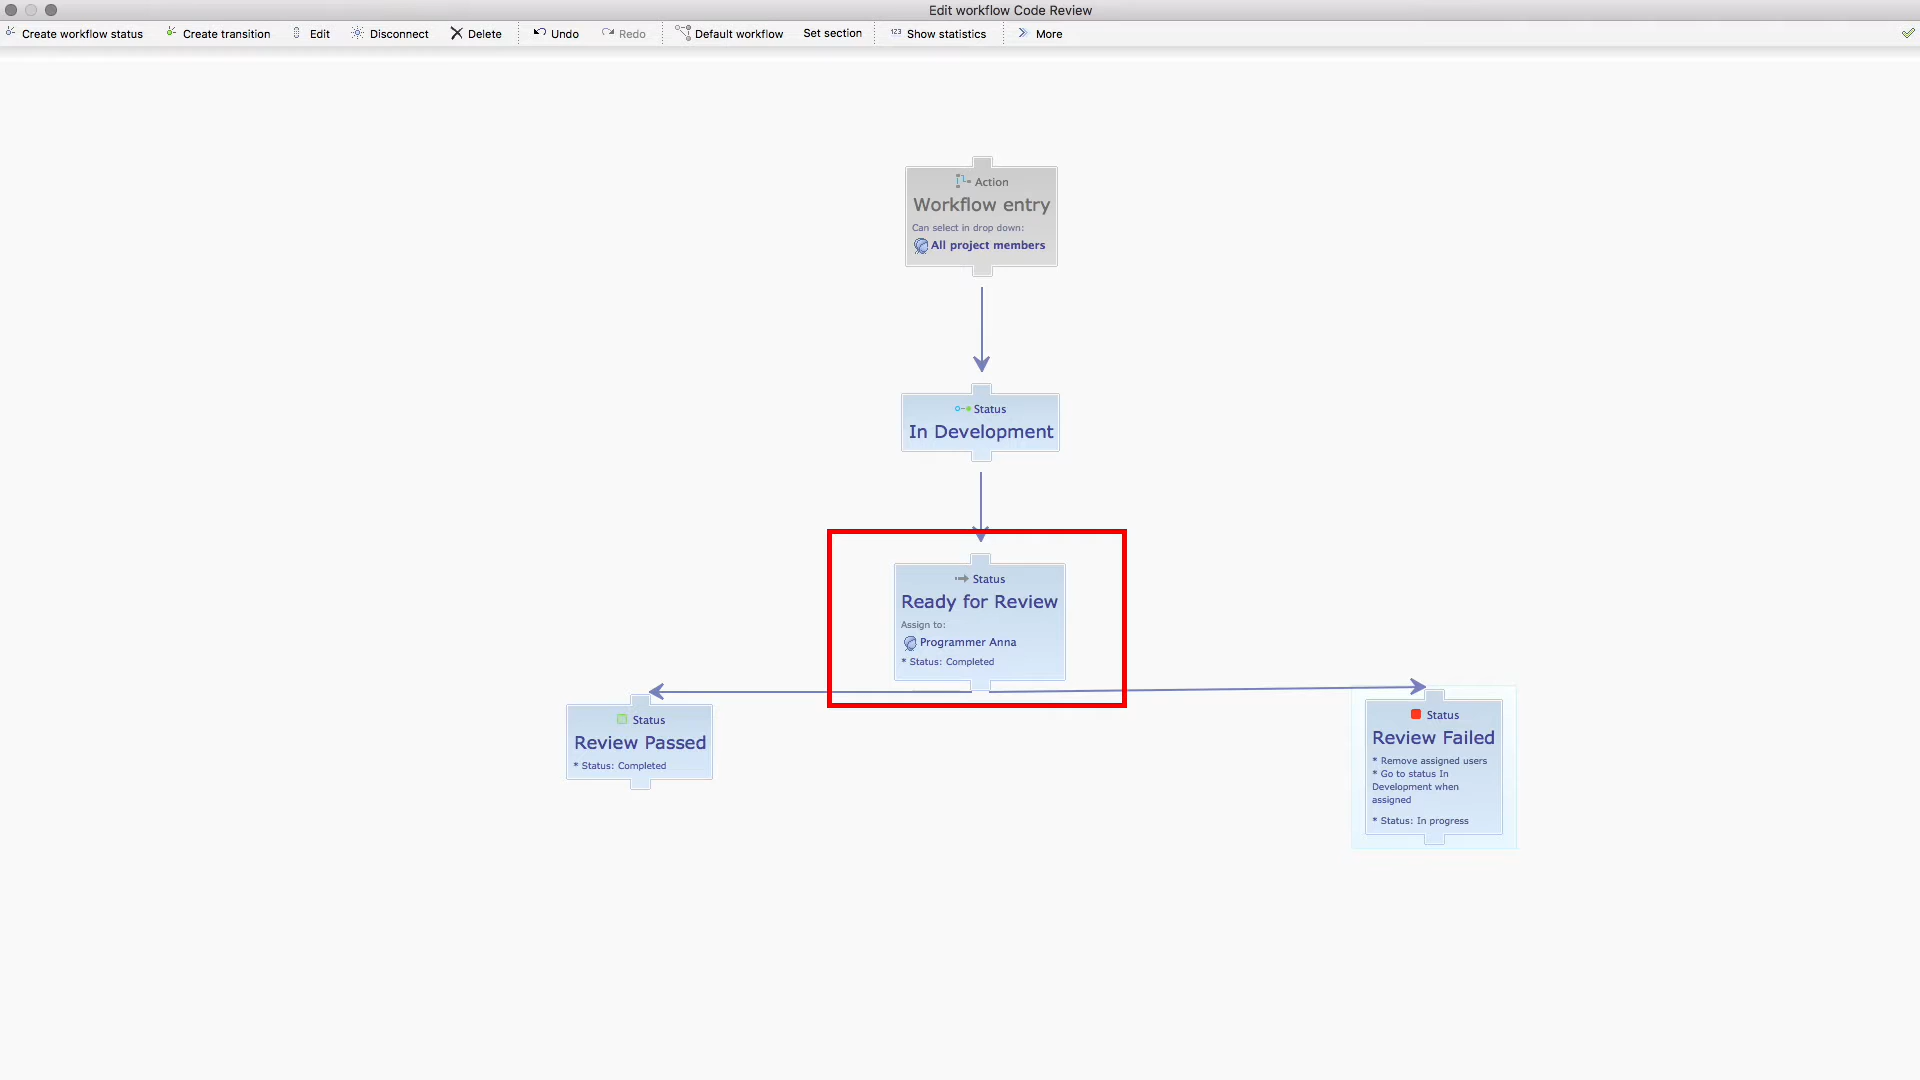 Edit workflow Code Review
Create workflow status
Create transition
Edit
Disconnect
Delete
Undo
Redo
Default workflow
Set section
123 Show statistics
More
Action
Workflow entry
Can select in drop down:
All project members
Status
In Development
Status
Ready for Review
Assign to:
Programmer Anna
* Status: Completed
Status
Review Passed
* Status: Completed
Status
Review Failed
* Remove assigned users
* Go to status In
Development when
assigned
* Status: In progress